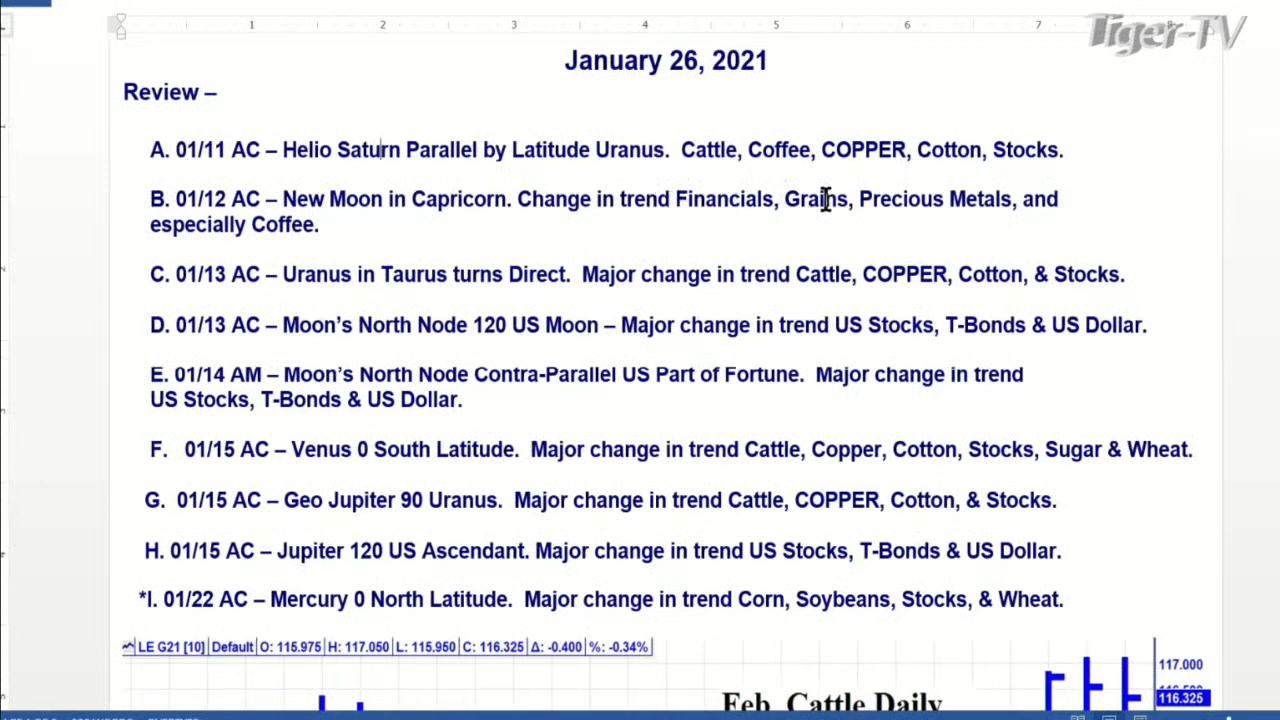 1 2 3 4 5 6 7 8
Tiger-TV
January 26, 2021
Review –
A. 01/11 AC – Helio Saturn Parallel by Latitude Uranus.  Cattle, Coffee, COPPER, Cotton, Stocks.
B. 01/12 AC – New Moon in Capricorn. Change in trend Financials, Grains, Precious Metals, and
especially Coffee.
C. 01/13 AC – Uranus in Taurus turns Direct.  Major change in trend Cattle, COPPER, Cotton, & Stocks.
D. 01/13 AC – Moon’s North Node 120 US Moon – Major change in trend US Stocks, T-Bonds & US Dollar.
E. 01/14 AM – Moon’s North Node Contra-Parallel US Part of Fortune.  Major change in trend
US Stocks, T-Bonds & US Dollar.
F.  01/15 AC – Venus 0 South Latitude.  Major change in trend Cattle, Copper, Cotton, Stocks, Sugar & Wheat.
G.  01/15 AC – Geo Jupiter 90 Uranus.  Major change in trend Cattle, COPPER, Cotton, & Stocks.
H. 01/15 AC – Jupiter 120 US Ascendant. Major change in trend US Stocks, T-Bonds & US Dollar.
*I. 01/22 AC – Mercury 0 North Latitude.  Major change in trend Corn, Soybeans, Stocks, & Wheat.
LE G21 [10] Default O: 115.975 H: 117.050 L: 115.950 C: 116.325 Δ: -0.400 %: -0.34%
117.000
Feb. Cattle Daily
116.325